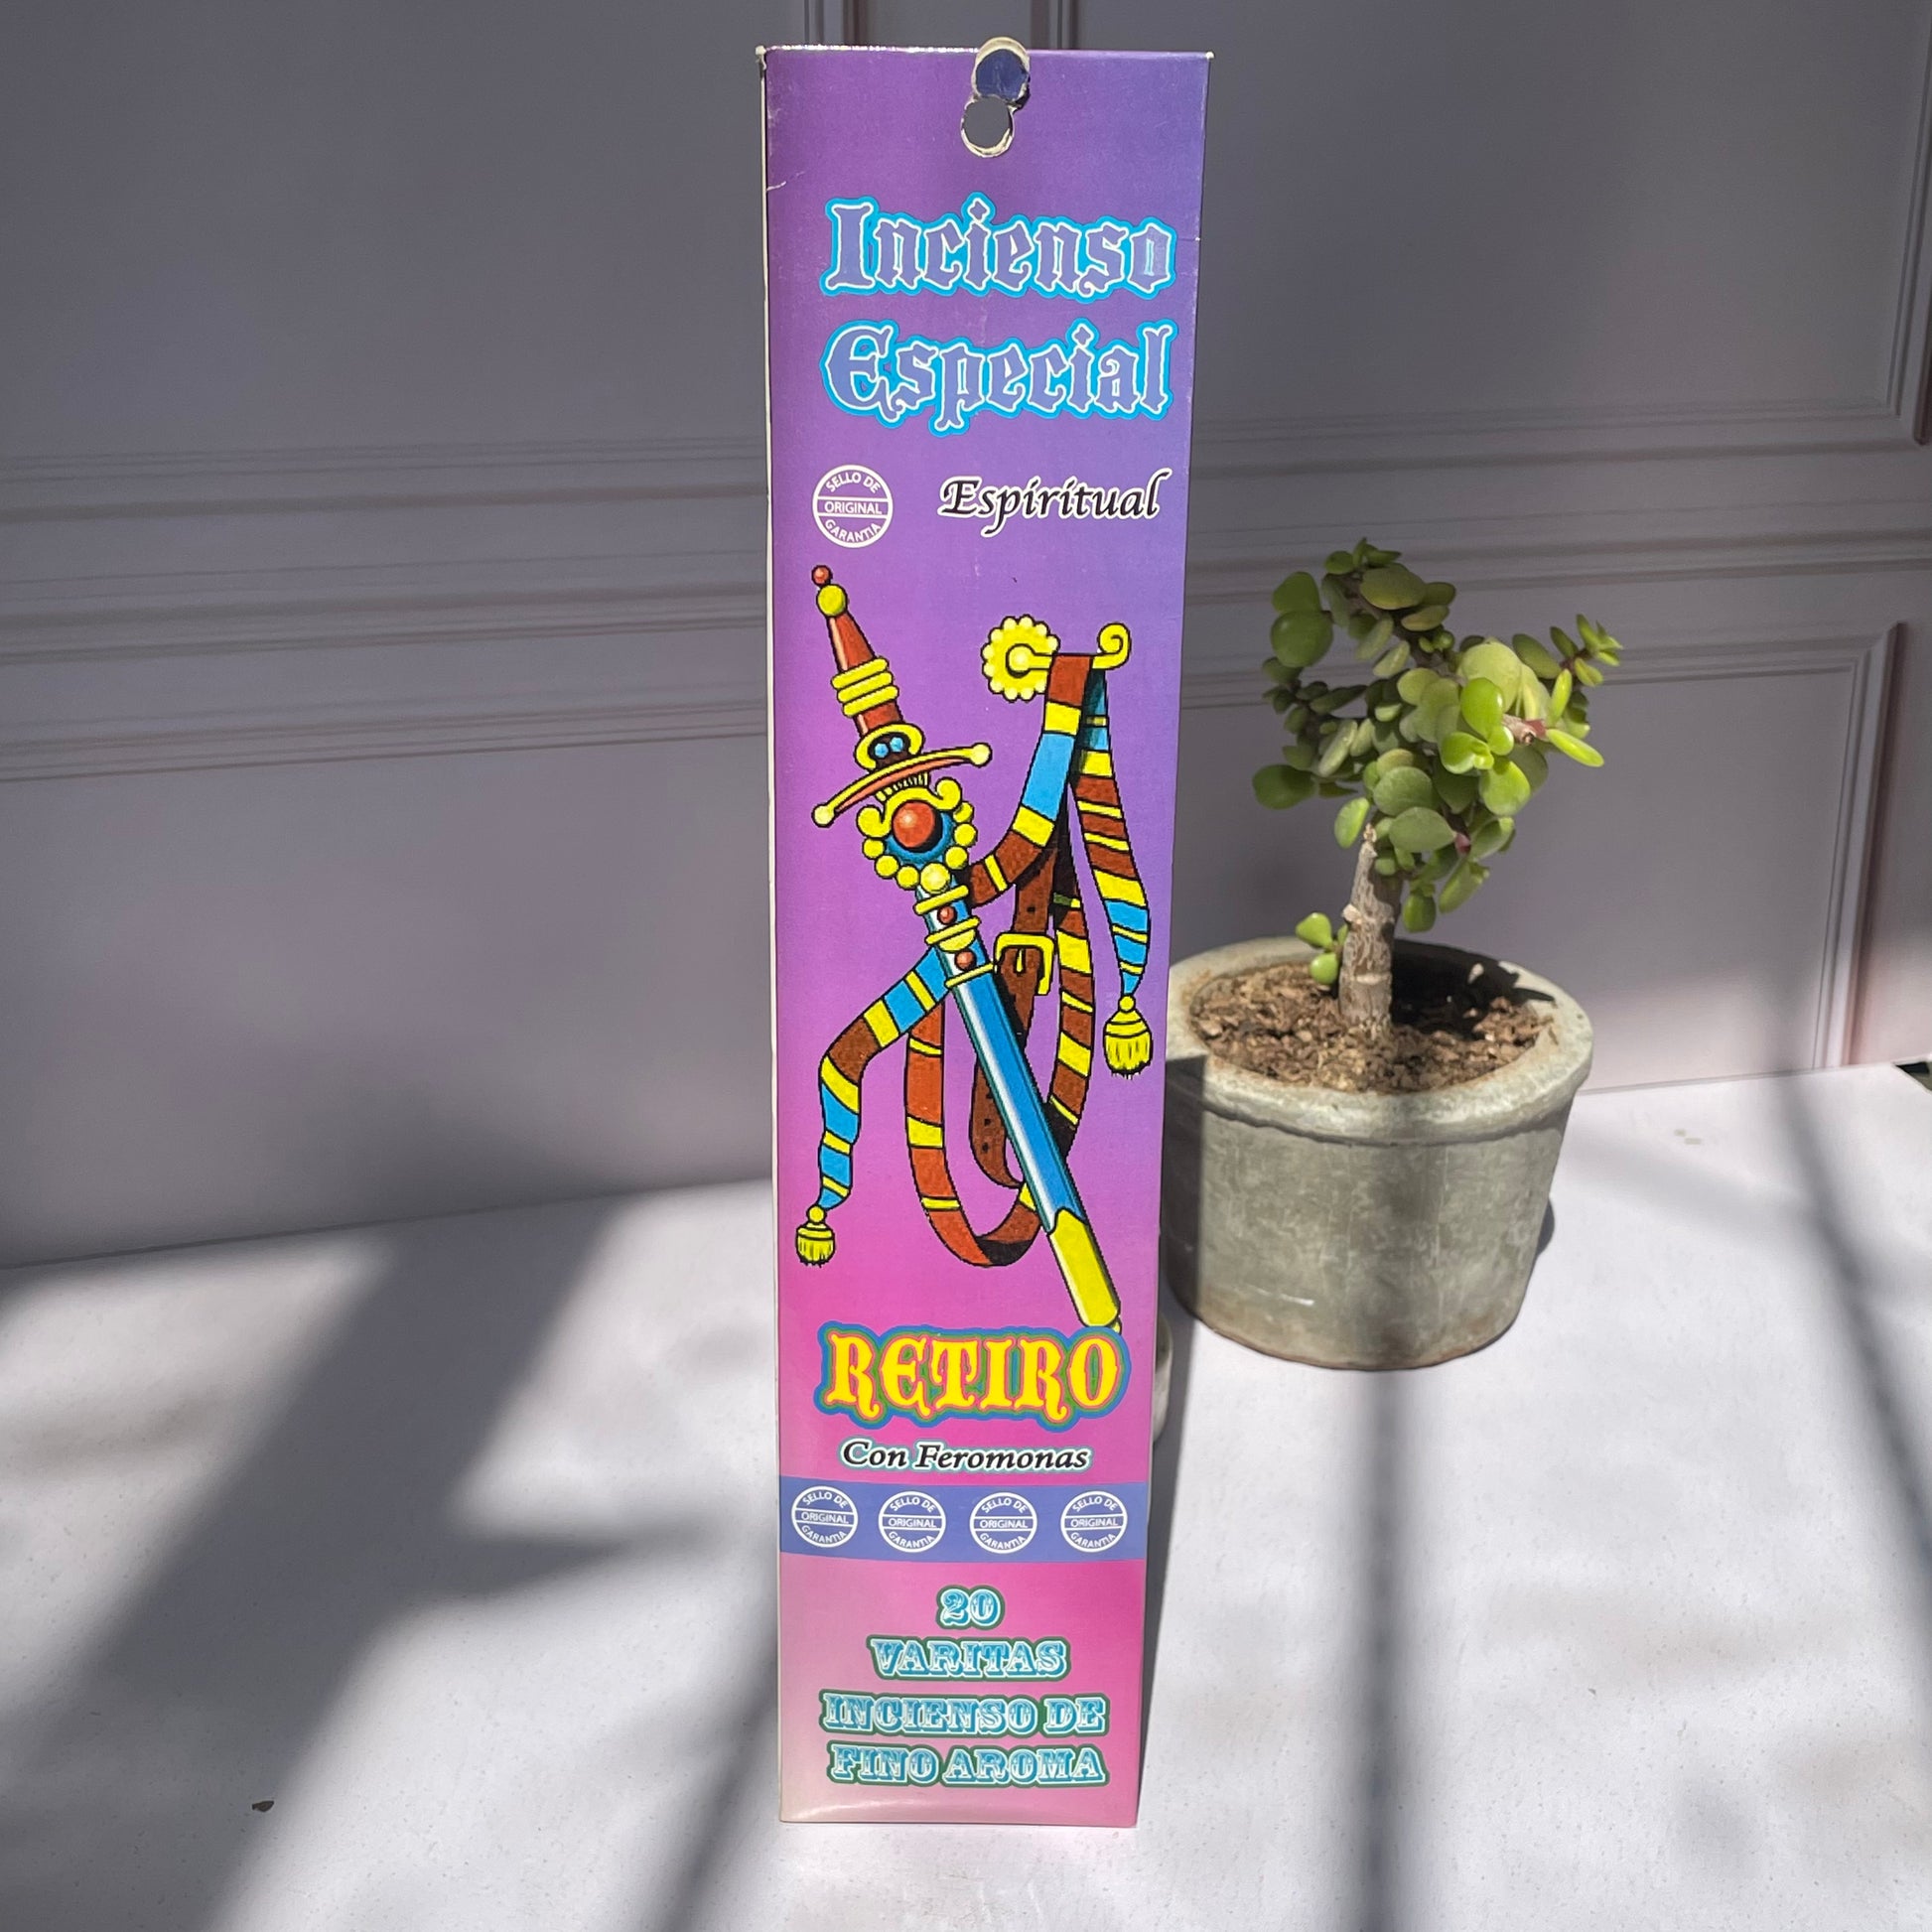 Incienso
Especial
SELLO DE
ORIGINAL
GARANTIA
Espiritual
RETIRO
Con Feromonas
SELLO DE
ORIGINAL
GARANTIA
SELLO DE
ORIGINAL
GARANTIA
SELLO DE
ORIGINAL
GARANTIA
SELLO DE
ORIGINAL
GARANTIA
20
VARITAS
INCIENSO DE
FINO AROMA